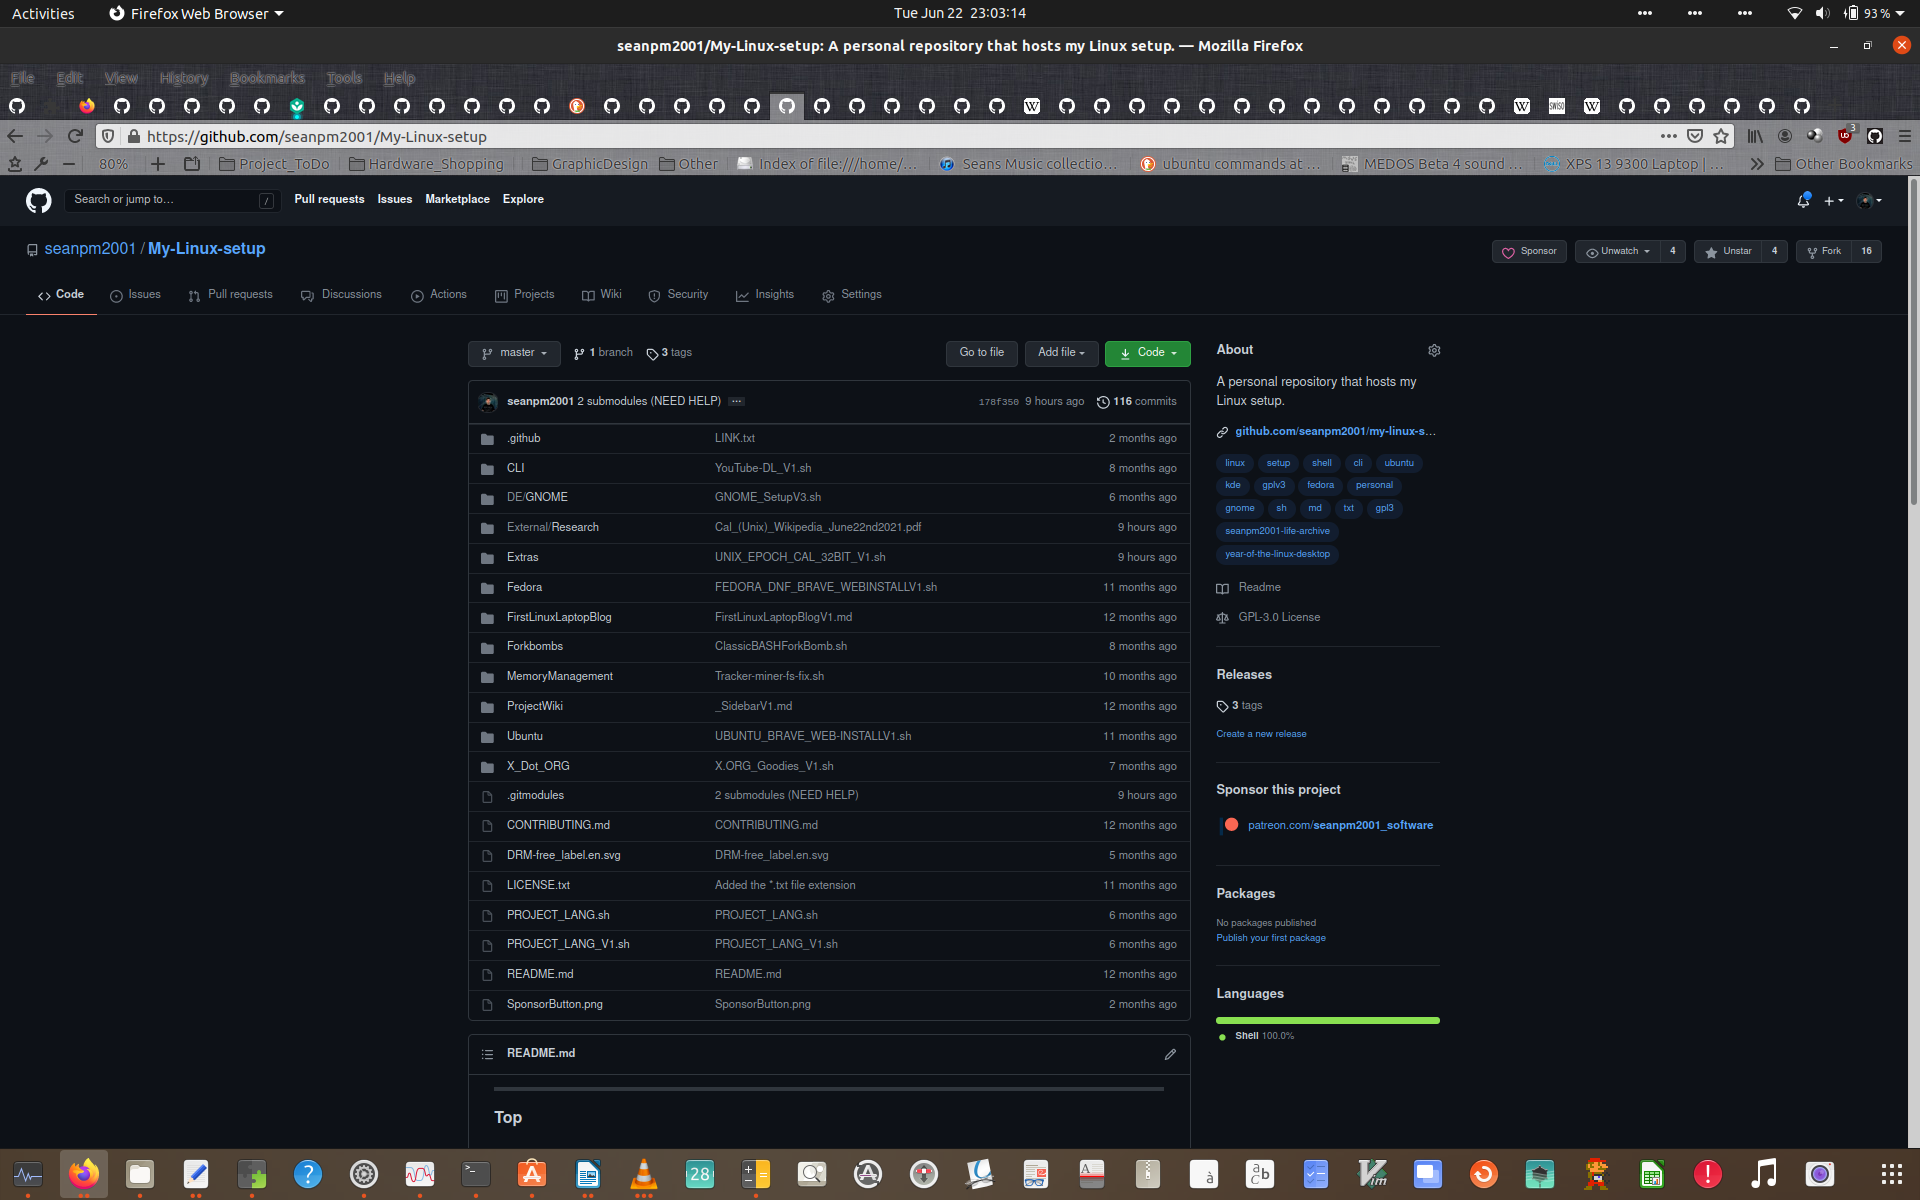 Activities
Firefox Web Browser
Tue Jun 22 23:03:14
93 %
seanpm2001/My-Linux-setup: A personal repository that hosts my Linux setup. — Mozilla Firefox
File Edit View History Bookmarks Tools Help
https://github.com/seanpm2001/My-Linux-setup
3
80% Project_ToDo Hardware_Shopping GraphicDesign Other Index of file:///home/... Seans Music collectio... ubuntu commands at ... MEDOS Beta 4 sound ... XPS 13 9300 Laptop | ... Other Bookmarks
Search or jump to… / Pull requests Issues Marketplace Explore
seanpm2001 / My-Linux-setup
Sponsor Unwatch 4 Unstar 4 Fork 16
Code Issues Pull requests Discussions Actions Projects Wiki Security Insights Settings
master 1 branch 3 tags Go to file Add file Code
seanpm2001 2 submodules (NEED HELP) ... 178f350 9 hours ago 116 commits
.github LINK.txt 2 months ago
CLI YouTube-DL_V1.sh 8 months ago
DE/GNOME GNOME_SetupV3.sh 6 months ago
External/Research Cal_(Unix)_Wikipedia_June22nd2021.pdf 9 hours ago
Extras UNIX_EPOCH_CAL_32BIT_V1.sh 9 hours ago
Fedora FEDORA_DNF_BRAVE_WEBINSTALLV1.sh 11 months ago
FirstLinuxLaptopBlog FirstLinuxLaptopBlogV1.md 12 months ago
Forkbombs ClassicBASHForkBomb.sh 8 months ago
MemoryManagement Tracker-miner-fs-fix.sh 10 months ago
ProjectWiki _SidebarV1.md 12 months ago
Ubuntu UBUNTU_BRAVE_WEB-INSTALLV1.sh 11 months ago
X_Dot_ORG X.ORG_Goodies_V1.sh 7 months ago
.gitmodules 2 submodules (NEED HELP) 9 hours ago
CONTRIBUTING.md CONTRIBUTING.md 12 months ago
DRM-free_label.en.svg DRM-free_label.en.svg 5 months ago
LICENSE.txt Added the *.txt file extension 11 months ago
PROJECT_LANG.sh PROJECT_LANG.sh 6 months ago
PROJECT_LANG_V1.sh PROJECT_LANG_V1.sh 6 months ago
README.md README.md 12 months ago
SponsorButton.png SponsorButton.png 2 months ago
README.md
Top
About
A personal repository that hosts my
Linux setup.
github.com/seanpm2001/my-linux-s...
linux setup shell cli ubuntu
kde gplv3 fedora personal
gnome sh md txt gpl3
seanpm2001-life-archive
year-of-the-linux-desktop
Readme
GPL-3.0 License
Releases
3 tags
Create a new release
Sponsor this project
patreon.com/seanpm2001_software
Packages
No packages published
Publish your first package
Languages
Shell 100.0%
28